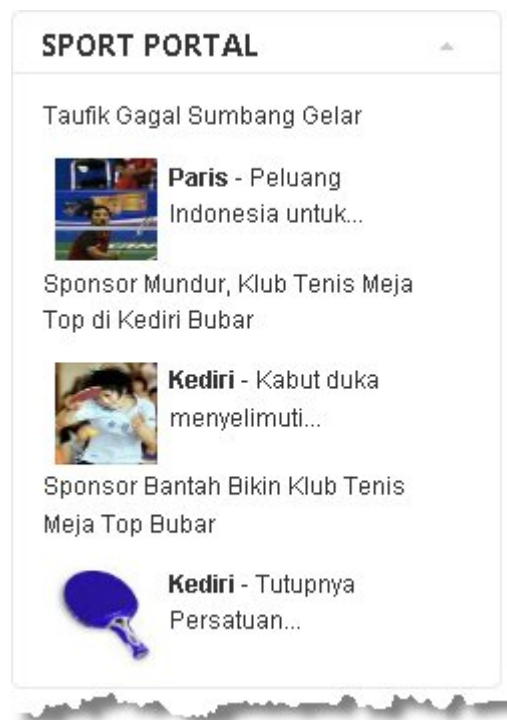 SPORT PORTAL
Taufik Gagal Sumbang Gelar
Paris - Peluang
Indonesia untuk...
Sponsor Mundur, Klub Tenis Meja
Top di Kediri Bubar
Kediri - Kabut duka
menyelimuti...
Sponsor Bantah Bikin Klub Tenis
Meja Top Bubar
Kediri - Tutupnya
Persatuan...